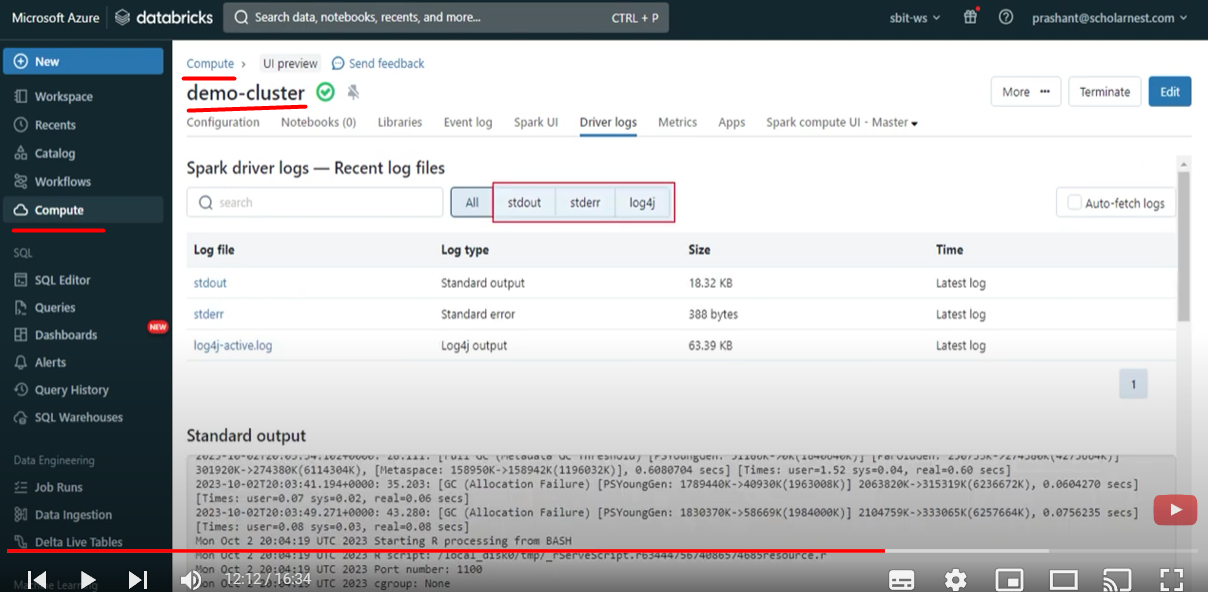 Microsoft Azure databricks Search data, notebooks, recents, and more... CTRL + P sbit-ws prashant@scholarnest.com
New
Workspace
Recents
Catalog
Workflows
Compute
SQL
SQL Editor
Queries
Dashboards NEW
Alerts
Query History
SQL Warehouses
Data Engineering
Job Runs
Data Ingestion
Delta Live Tables
Compute > UI preview Send feedback
demo-cluster More ... Terminate Edit
Configuration Notebooks (0) Libraries Event log Spark UI Driver logs Metrics Apps Spark compute UI - Master
Spark driver logs — Recent log files
search All stdout stderr log4j Auto-fetch logs
Log file Log type Size Time
stdout Standard output 18.32 KB Latest log
stderr Standard error 388 bytes Latest log
log4j-active.log Log4j output 63.39 KB Latest log
1
Standard output
301920K->274380K(6114304K), [Metaspace: 158950K->158942K(1196032K)], 0.6080704 secs] [Times: user=1.52 sys=0.04, real=0.60 secs]
2023-10-02T20:03:41.194+0000: 35.203: [GC (Allocation Failure) [PSYoungGen: 1789440K->40930K(1963008K)] 2063820K->315319K(6236672K), 0.0604270 secs]
[Times: user=0.07 sys=0.02, real=0.06 secs]
2023-10-02T20:03:49.271+0000: 43.280: [GC (Allocation Failure) [PSYoungGen: 1830370K->58669K(1984000K)] 2104759K->333065K(6257664K), 0.0756235 secs]
[Times: user=0.08 sys=0.03, real=0.08 secs]
Mon Oct 2 20:04:19 UTC 2023 Starting R processing from BASH
Mon Oct 2 20:04:19 UTC 2023 R script:
Mon Oct 2 20:04:19 UTC 2023 Port number: 1100
Mon Oct 2 20:04:19 UTC 2023 cgroup: None
12:12 / 16:34